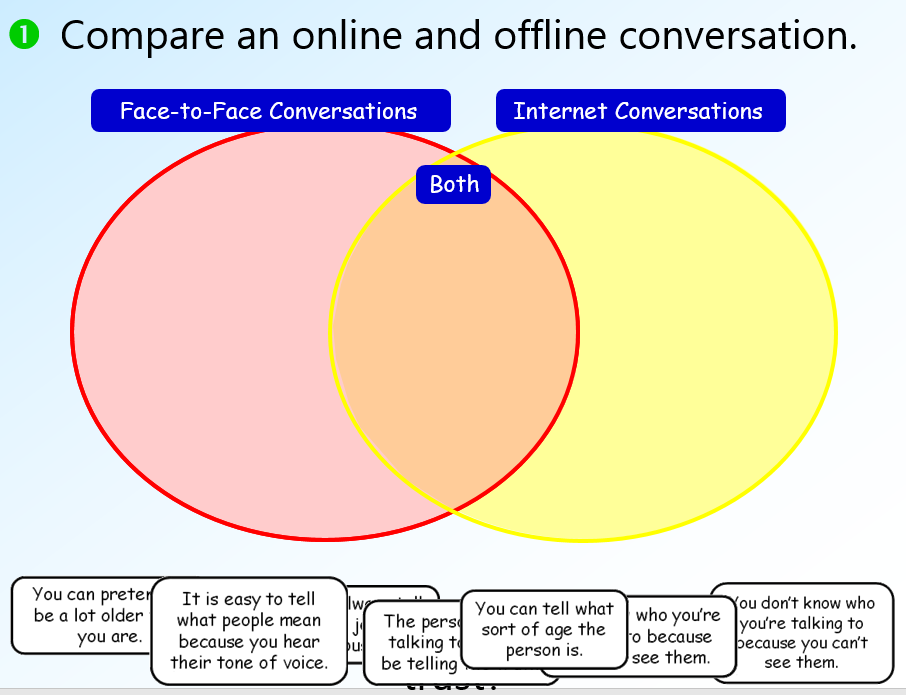 1 Compare an online and offline conversation.
Face-to-Face Conversations
Internet Conversations
Both
You can
be a lot older
you are.
It is easy to tell
what people mean
because you hear
their tone of voice.
The
talking
be telling
You can tell what
sort of age the
person is.
who you're
because
see them.
You don't know who
you're talking to
because you can't
see them.
trust?